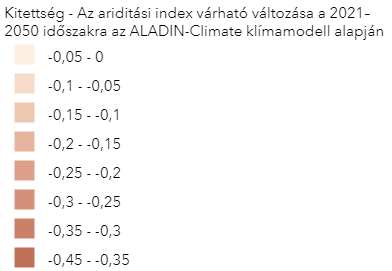 Kitettség - Az ariditási index várható változása a 2021–
2050 időszakra az ALADIN-Climate klímamodell alapján
-0,05 - 0
-0,1 - -0,05
-0,15 - -0,1
-0,2 - -0,15
-0,25 - -0,2
-0,3 - -0,25
-0,35 - -0,3
-0,45 - -0,35